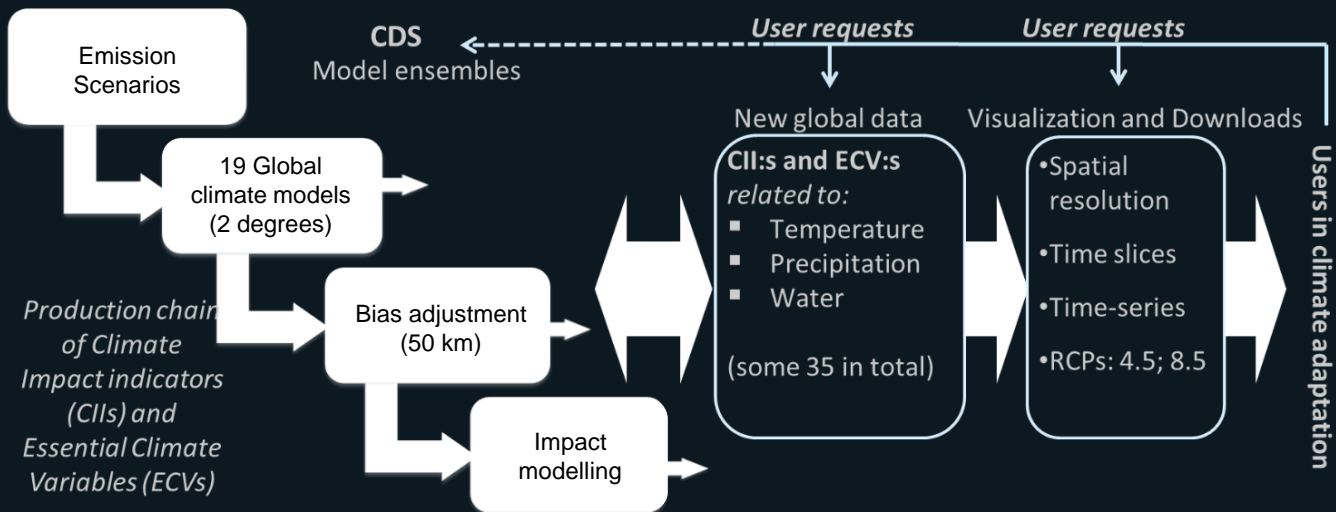 Emission
Scenarios
CDS
Model ensembles
User requests
User requests
19 Global
climate models
(2 degrees)
Bias adjustment
(50 km)
Impact
modelling
Production chain
of Climate
Impact indicators
(CIIs) and
Essential Climate
Variables (ECVs)
New global data
CII:s and ECV:s
related to:
▪ Temperature
▪ Precipitation
▪ Water
(some 35 in total)
Visualization and Downloads
•Spatial
resolution
•Time slices
•Time-series
•RCPs: 4.5; 8.5
Users in climate adaptation